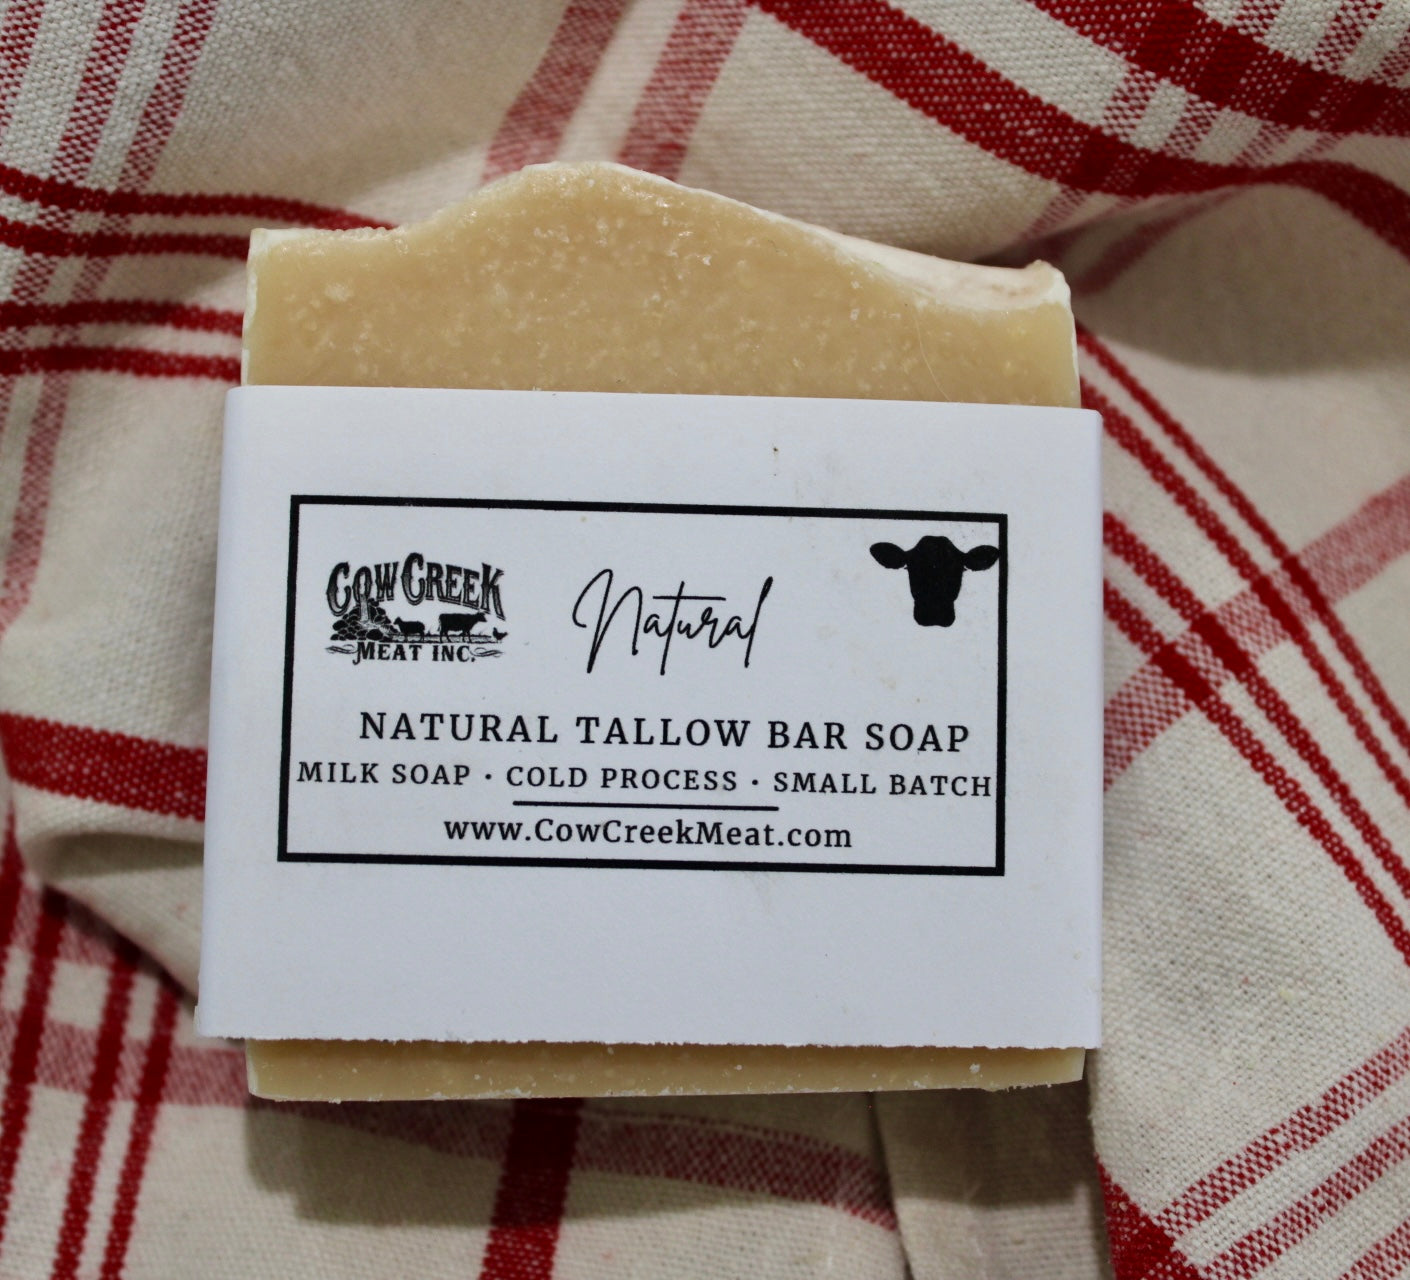 COW CREEK
MEAT INC.
Natural
NATURAL TALLOW BAR SOAP
MILK SOAP · COLD PROCESS · SMALL BATCH
www.CowCreekMeat.com